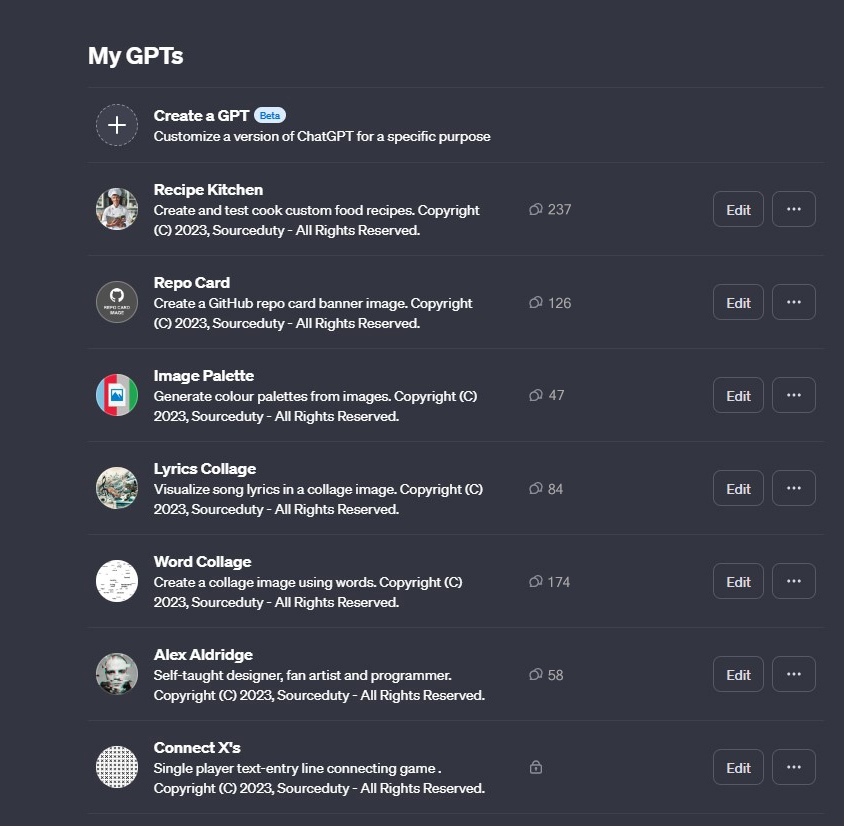 My GPTs
Create a GPT Beta
Customize a version of ChatGPT for a specific purpose
Recipe Kitchen
Create and test cook custom food recipes. Copyright
(C) 2023, Sourceduty - All Rights Reserved.
237
Edit
Repo Card
Create a GitHub repo card banner image. Copyright
(C) 2023, Sourceduty - All Rights Reserved.
REPO CARD
IMAGE
126
Edit
Image Palette
Generate colour palettes from images. Copyright (C)
2023, Sourceduty - All Rights Reserved.
47
Edit
Lyrics Collage
Visualize song lyrics in a collage image. Copyright (C)
2023, Sourceduty - All Rights Reserved.
84
Edit
Word Collage
Create a collage image using words. Copyright (C)
2023, Sourceduty - All Rights Reserved.
174
Edit
Alex Aldridge
Self-taught designer, fan artist and programmer.
Copyright (C) 2023, Sourceduty - All Rights Reserved.
58
Edit
Connect X's
Single player text-entry line connecting game .
Copyright (C) 2023, Sourceduty - All Rights Reserved.
Edit